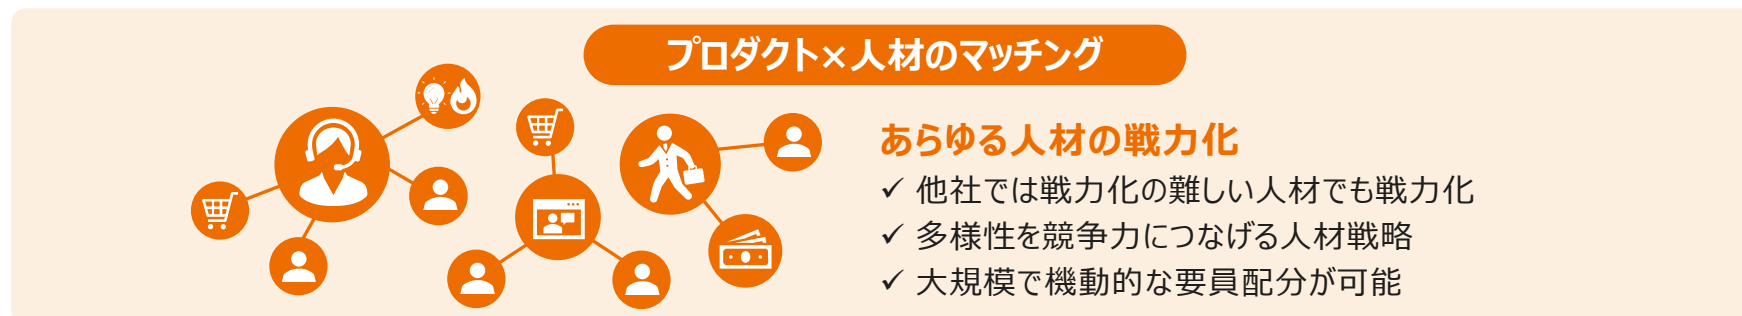 プロダクト×人材のマッチング
あらゆる人材の戦力化
✓ 他社では戦力化の難しい人材でも戦力化
✓ 多様性を競争力につなげる人材戦略
✓ 大規模で機動的な要員配分が可能